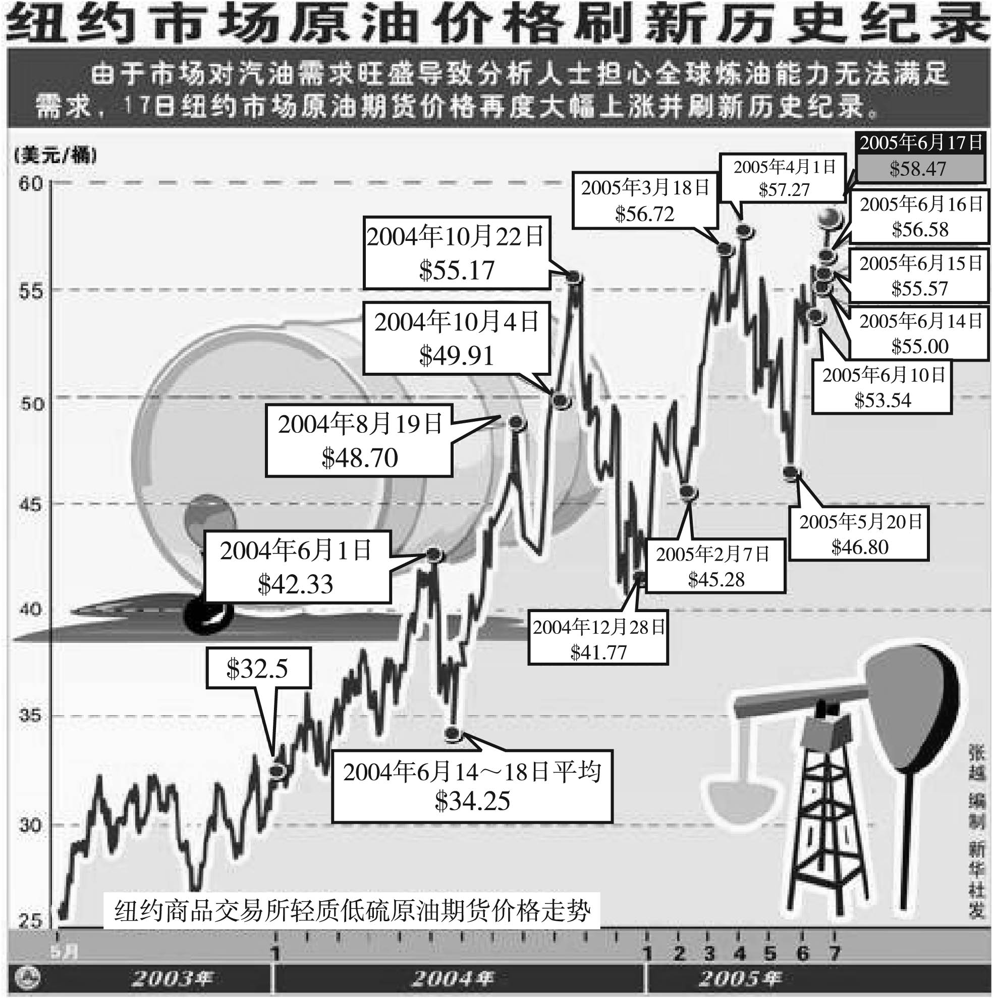 纽约市场原油价格刷新历史纪录
由于市场对汽油需求旺盛导致分析人士担心全球炼油能力无法满足
需求，17日纽约市场原油期货价格再度大幅上涨并刷新历史纪录。
(美元/桶)
60
55
50
45
40
35
30
25
2005年6月17日
$58.47
2005年4月1日
$57.27
2005年3月18日
$56.72
2005年6月16日
$56.58
2004年10月22日
$55.17
2005年6月15日
$55.57
2004年10月4日
$49.91
2005年6月14日
$55.00
2005年6月10日
$53.54
2004年8月19日
$48.70
2005年5月20日
$46.80
2004年6月1日
$42.33
2005年2月7日
$45.28
2004年12月28日
$41.77
$32.5
2004年6月14～18日平均
$34.25
张越 编制 新华社发
纽约商品交易所轻质低硫原油期货价格走势
5月 1 1 2 3 4 5 6 7
2003年 2004年 2005年